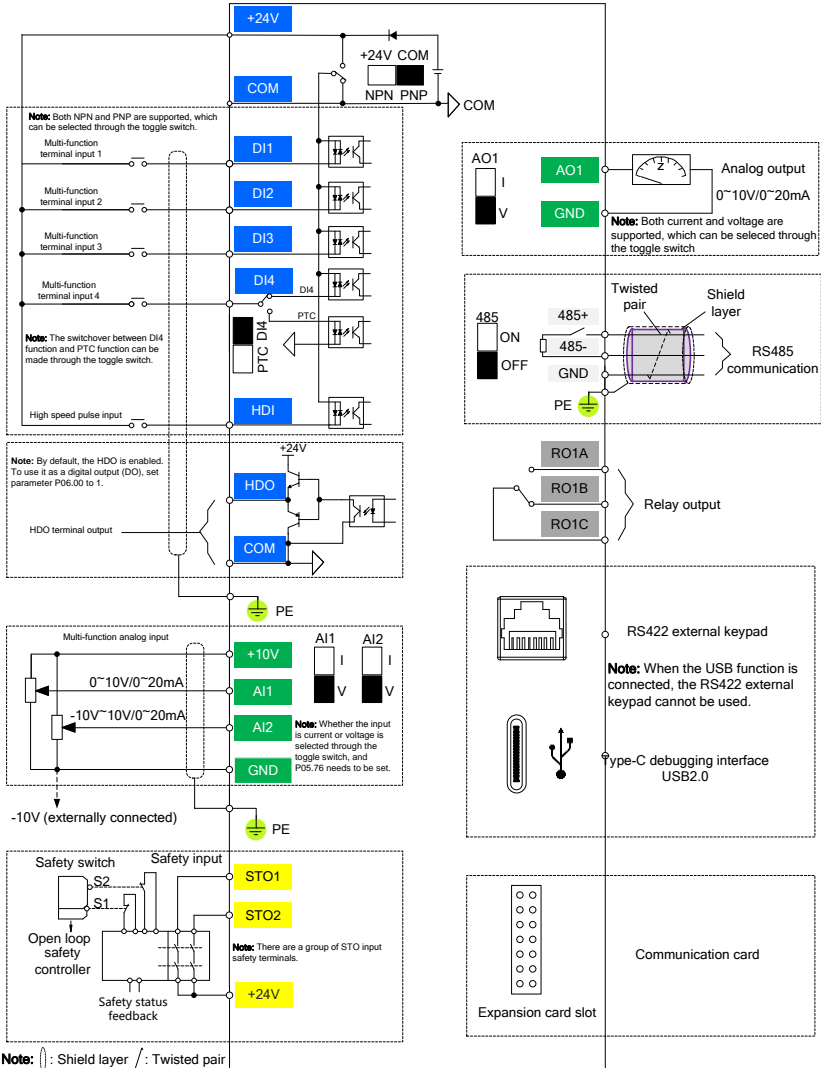 +24V
+24V COM
NPN PNP
COM
COM
Note: Both NPN and PNP are supported, which
can be selected through the toggle switch.
Multi-function
terminal input 1
DI1
Multi-function
terminal input 2
DI2
Multi-function
terminal input 3
DI3
Multi-function
terminal input 4
DI4
DI4
PTC
PTC DI4
Note: The switchover between DI4
function and PTC function can be
made through the toggle switch.
High speed pulse input
HDI
Note: By default, the HDO is enabled.
To use it as a digital output (DO), set
parameter P06.00 to 1.
+24V
HDO
HDO terminal output
COM
PE
Multi-function analog input
+10V
AI1
I
V
AI2
I
V
0~10V/0~20mA
AI1
-10V~10V/0~20mA
AI2
Note: Whether the input
is current or voltage is
selected through the
toggle switch, and
P05.76 needs to be set.
GND
-10V (externally connected)
PE
Safety switch
Safety input
S2
S1
STO1
STO2
Open loop
safety
controller
Note: There are a group of STO input
safety terminals.
Safety status
feedback
+24V
Note: : Shield layer : Twisted pair
AO1
I
V
AO1
Z
Analog output
0~10V/0~20mA
GND
Note: Both current and voltage are
supported, which can be seleced through
the toggle switch
Twisted
pair
Shield
layer
485
ON
OFF
485+
485-
GND
PE
RS485
communication
RO1A
RO1B
RO1C
Relay output
RS422 external keypad
Note: When the USB function is
connected, the RS422 external
keypad cannot be used.
ype-C debugging interface
USB2.0
Communication card
Expansion card slot